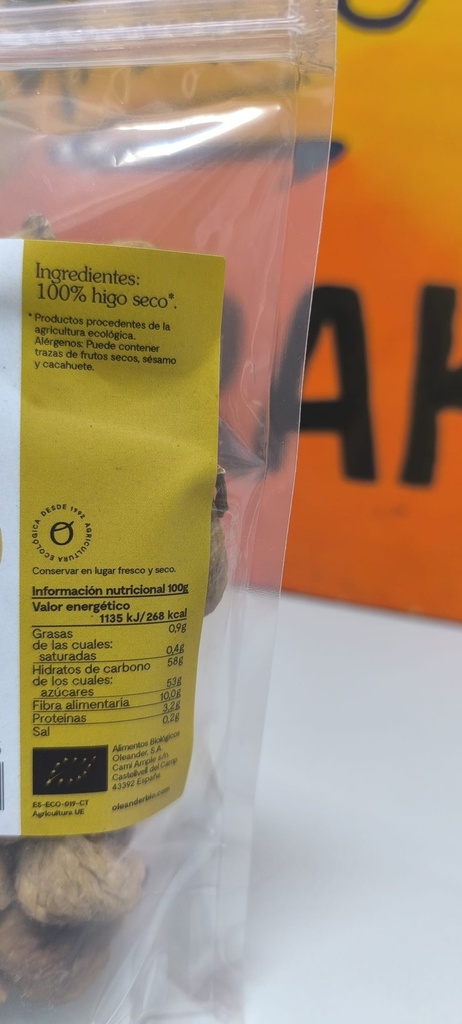 Ingredientes:
100% higo seco*.
*Productos procedentes de la
agricultura ecológica.
Alérgenos: Puede contener
trazas de frutos secos, sésamo
y cacahuete.
DESDE 1992 AGRICULTURA ECOLÓGICA
Conservar en lugar fresco y seco.
Información nutricional 100g
Valor energético
1135 kJ/268 kcal
Grasas 0,9g
de las cuales:
saturadas 0,4g
Hidratos de carbono 58g
de los cuales:
azúcares 53g
Fibra alimentaria 10,0g
Proteínas 3,2g
Sal 0,2g
Alimentos Biológicos
Oleander, S.A.
Camí Ample s/n
Castellvell del Camp
43392 España
ES-ECO-019-CT
Agricultura UE
oleanderbio.com
AK